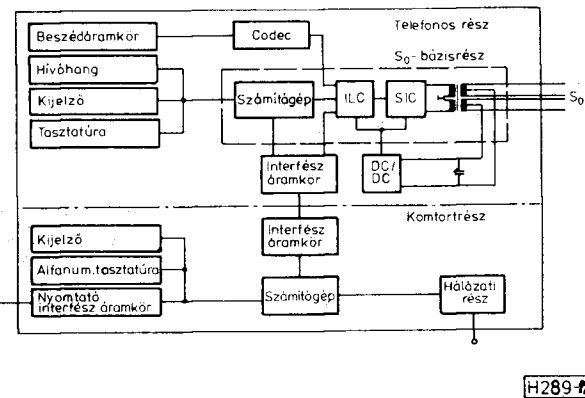 Telefonos rész
Beszédáramkör
Codec
S₀-bázisrész
Hívóhang
Kijelző
Tasztatúra
Számítógép
ILC
SIC
S₀
Interfész
áramkör
DC/
DC
Komfortrész
Interfész
áramkör
Kijelző
Alfanum.tasztatúra
Nyomtató
interfész áramkör
Számítógép
Hálózati
rész
H289-